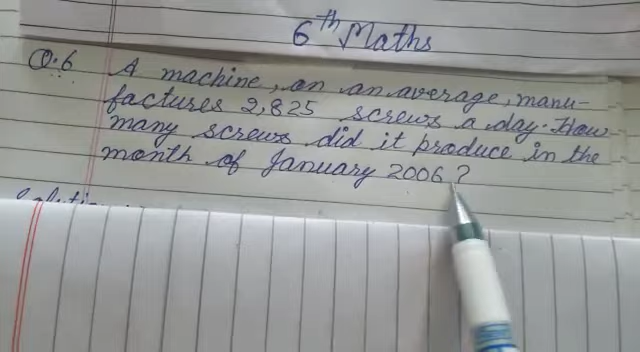 6th Maths
Q.6 A machine, on an average, manu-
factures 2,825 screws a day. How
many screws did it produce in the
month of January 2006?